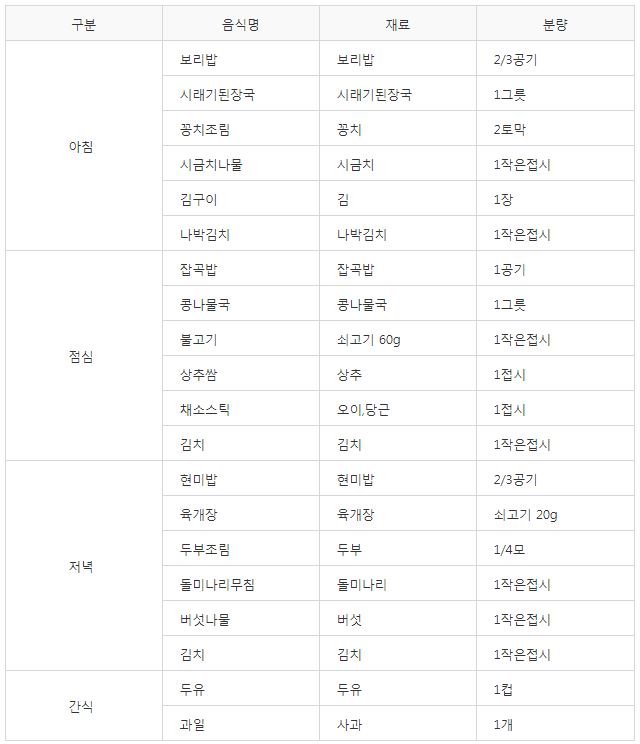 구분 음식명 재료 분량
아침
보리밥 보리밥 2/3공기
시래기된장국 시래기된장국 1그릇
꽁치조림 꽁치 2토막
시금치나물 시금치 1작은접시
김구이 김 1장
나박김치 나박김치 1작은접시
점심
잡곡밥 잡곡밥 1공기
콩나물국 콩나물국 1그릇
불고기 쇠고기 60g 1작은접시
상추쌈 상추 1접시
채소스틱 오이,당근 1접시
김치 김치 1작은접시
저녁
현미밥 현미밥 2/3공기
육개장 육개장 쇠고기 20g
두부조림 두부 1/4모
돌미나리무침 돌미나리 1작은접시
버섯나물 버섯 1작은접시
김치 김치 1작은접시
간식
두유 두유 1컵
과일 사과 1개